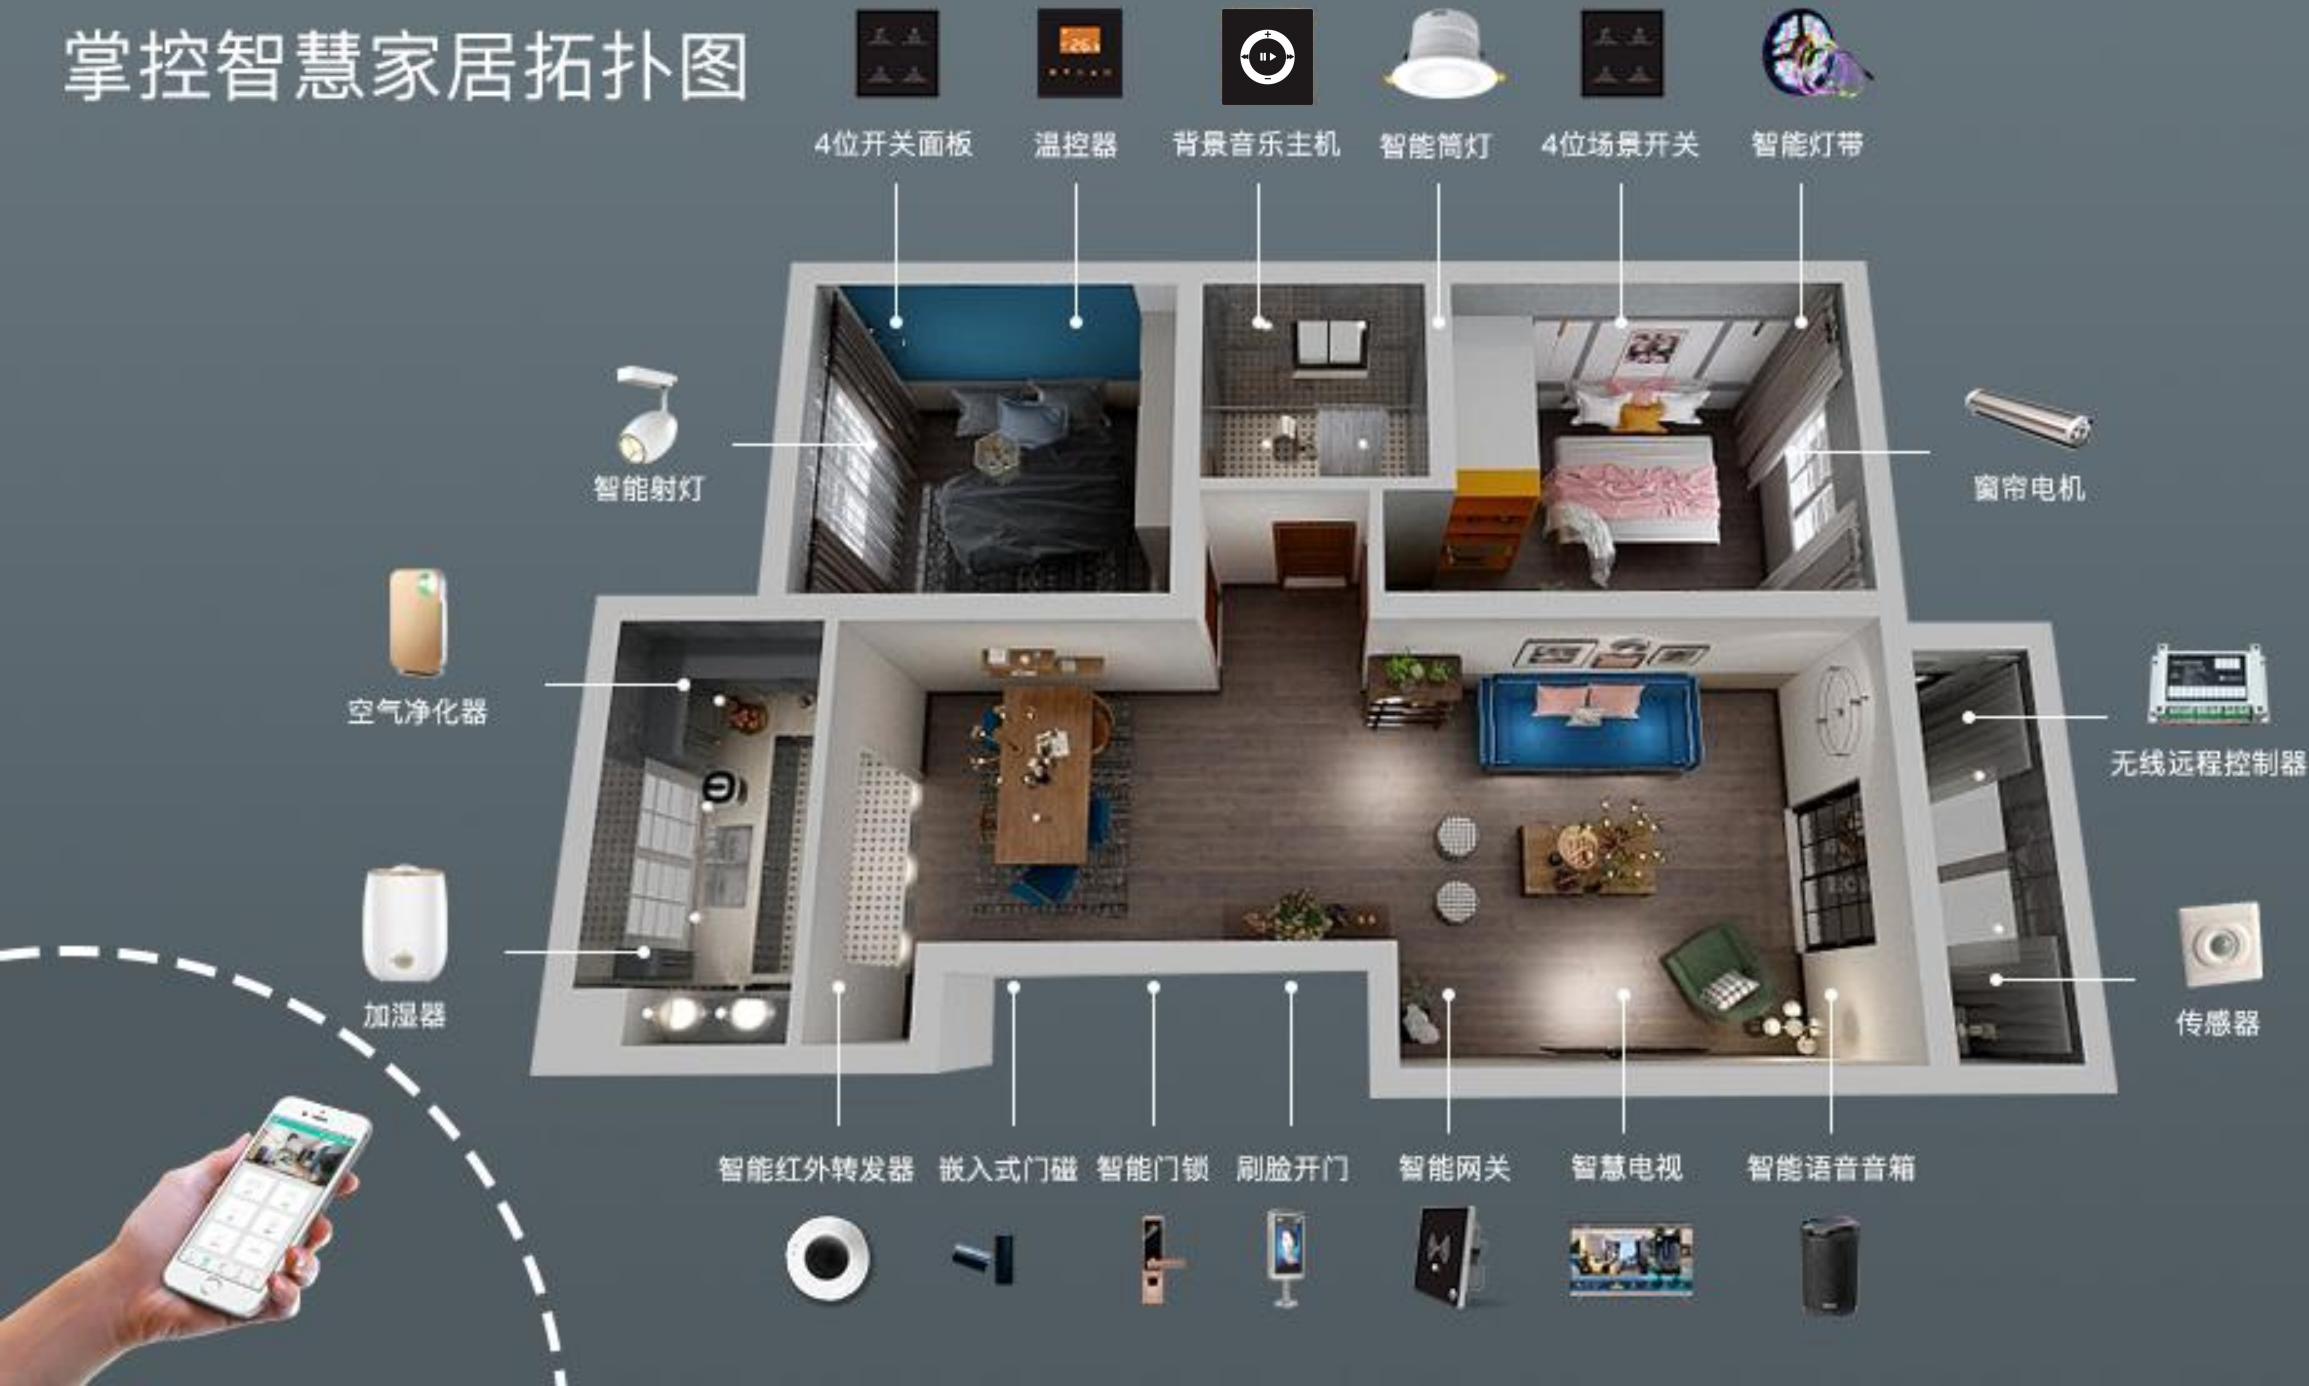 掌控智慧家居拓扑图
4位开关面板
温控器
背景音乐主机
智能筒灯
4位场景开关
智能灯带
智能射灯
窗帘电机
空气净化器
无线远程控制器
加湿器
传感器
智能红外转发器
嵌入式门磁
智能门锁
刷脸开门
智能网关
智慧电视
智能语音音箱